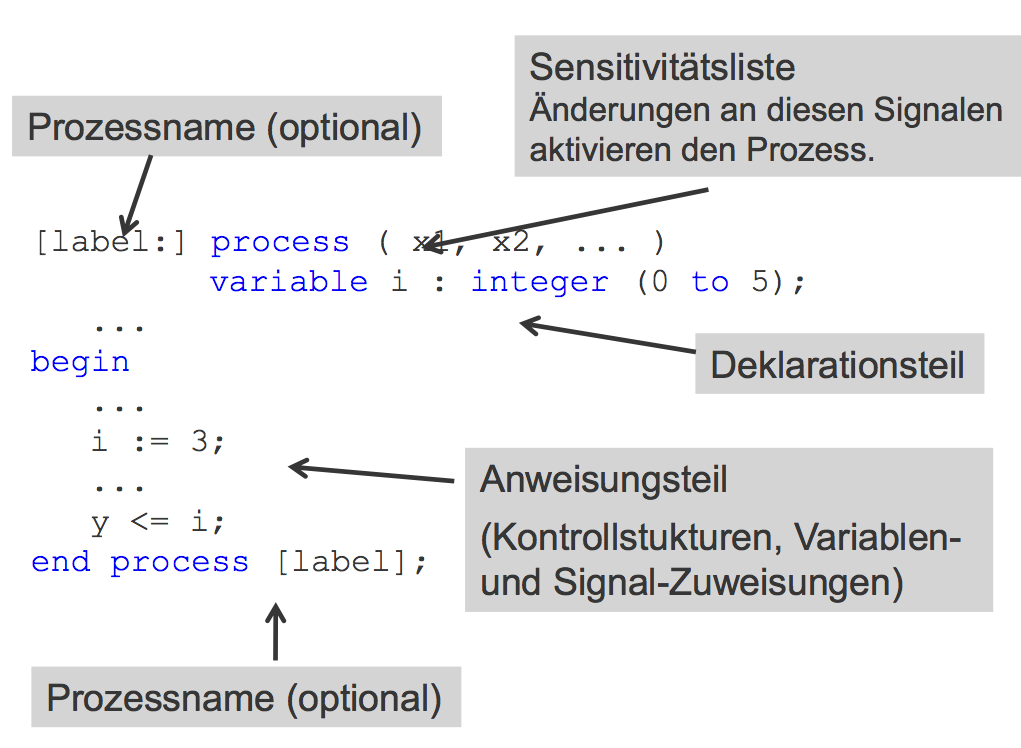 Sensitivitätsliste
Änderungen an diesen Signalen
aktivieren den Prozess.
Prozessname (optional)
[label:] process ( x1, x2, ... )
variable i : integer (0 to 5);
...
Deklarationsteil
begin
...
i := 3;
...
y <= i;
end process [label];
Anweisungsteil
(Kontrollstukturen, Variablen-
und Signal-Zuweisungen)
Prozessname (optional)